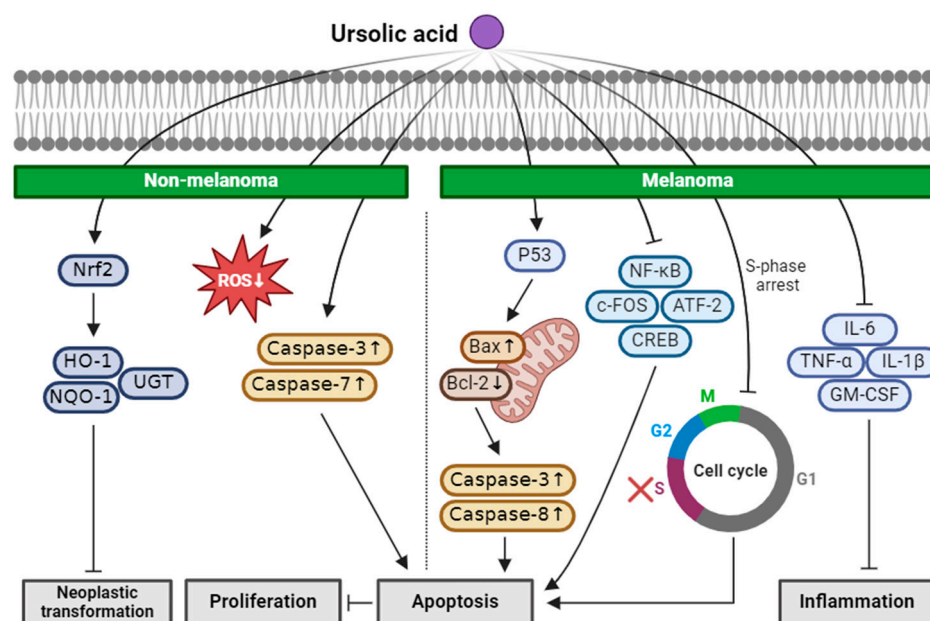 Ursolic acid
Non-melanoma
Melanoma
Nrf2
HO-1
NQO-1
UGT
ROS↓
Caspase-3↑
Caspase-7↑
P53
Bax↑
Bcl-2↓
Caspase-3↑
Caspase-8↑
NF-κB
c-FOS
ATF-2
CREB
S-phase
arrest
M
G2
S
G1
Cell cycle
IL-6
TNF-α
IL-1β
GM-CSF
Neoplastic
transformation
Proliferation
Apoptosis
Inflammation